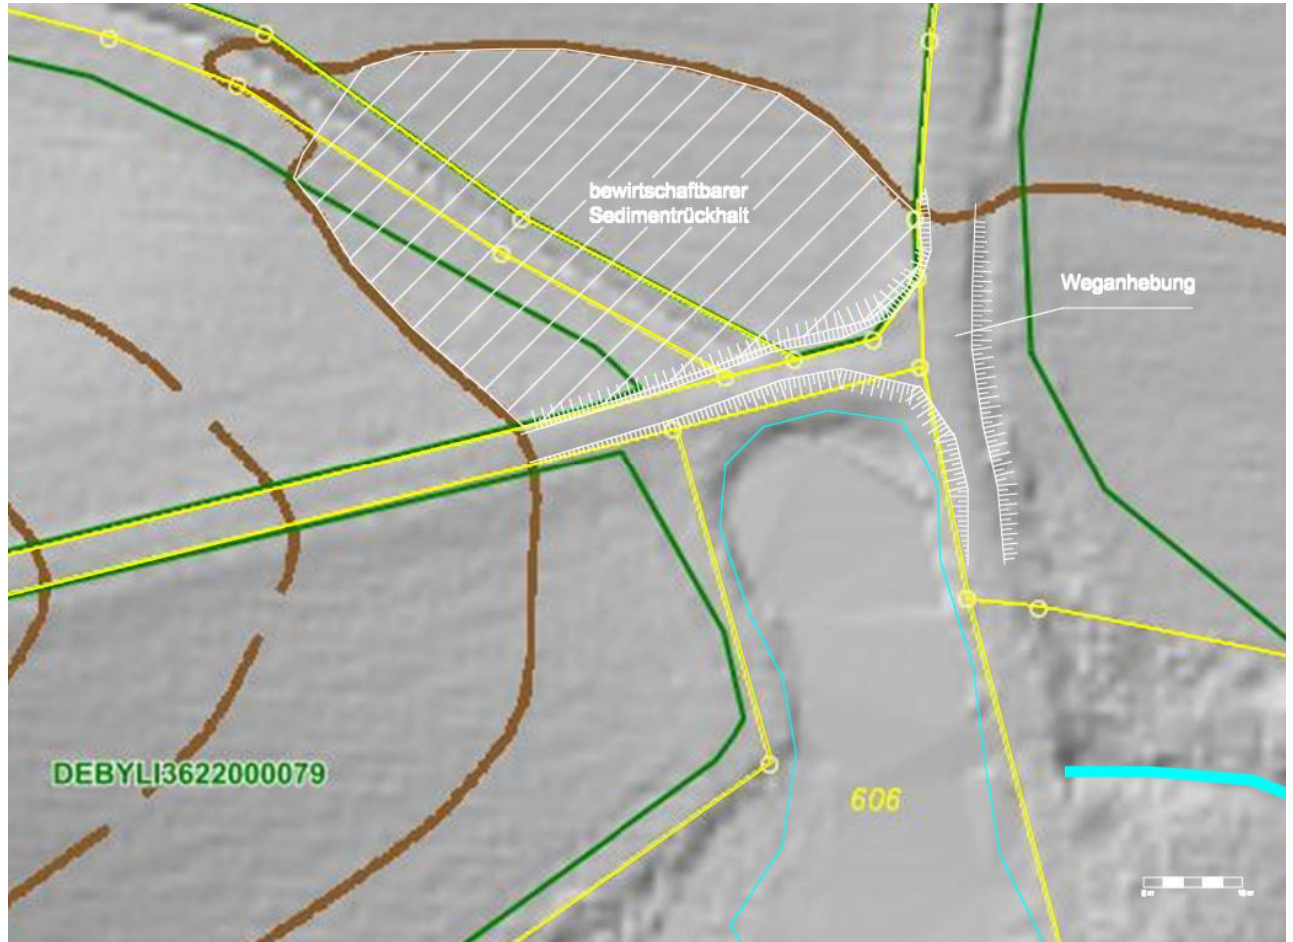 bewirtschaftbarer
Sedimentrückhalt
Weganhebung
DEBYLI3622000079
606